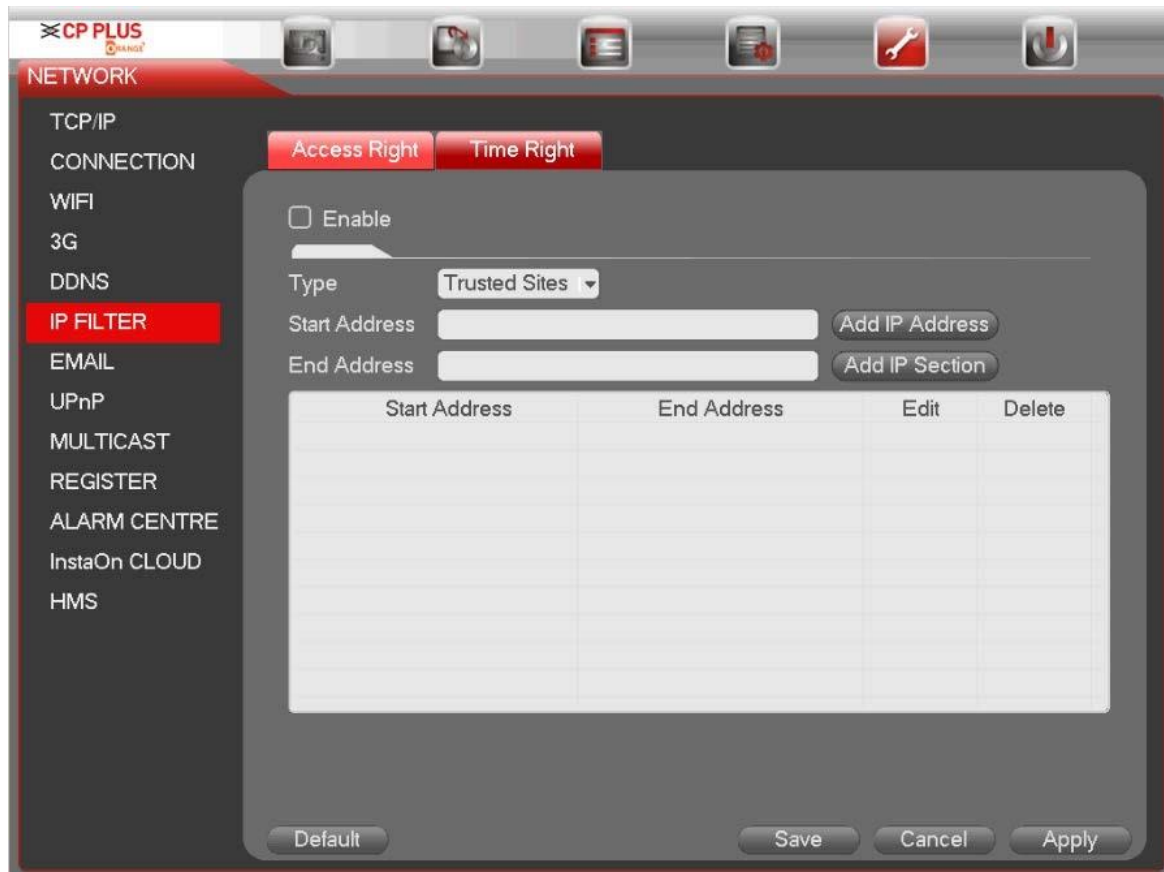 CP PLUS
ORANGE
NETWORK
TCP/IP
CONNECTION
WIFI
3G
DDNS
IP FILTER
EMAIL
UPnP
MULTICAST
REGISTER
ALARM CENTRE
InstaOn CLOUD
HMS
Access Right Time Right
Enable
Type Trusted Sites
Start Address Add IP Address
End Address Add IP Section
Start Address End Address Edit Delete
Default Save Cancel Apply